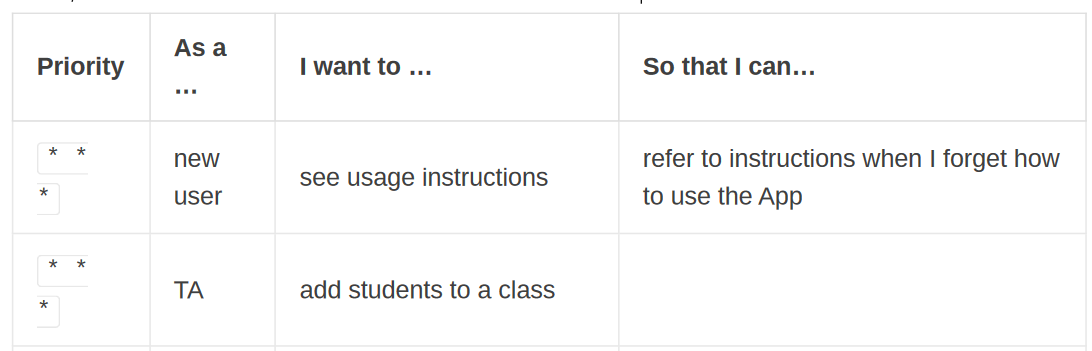 Priority
As a
…
I want to …
So that I can…
* *
*
new
user
see usage instructions
refer to instructions when I forget how
to use the App
* *
*
TA
add students to a class